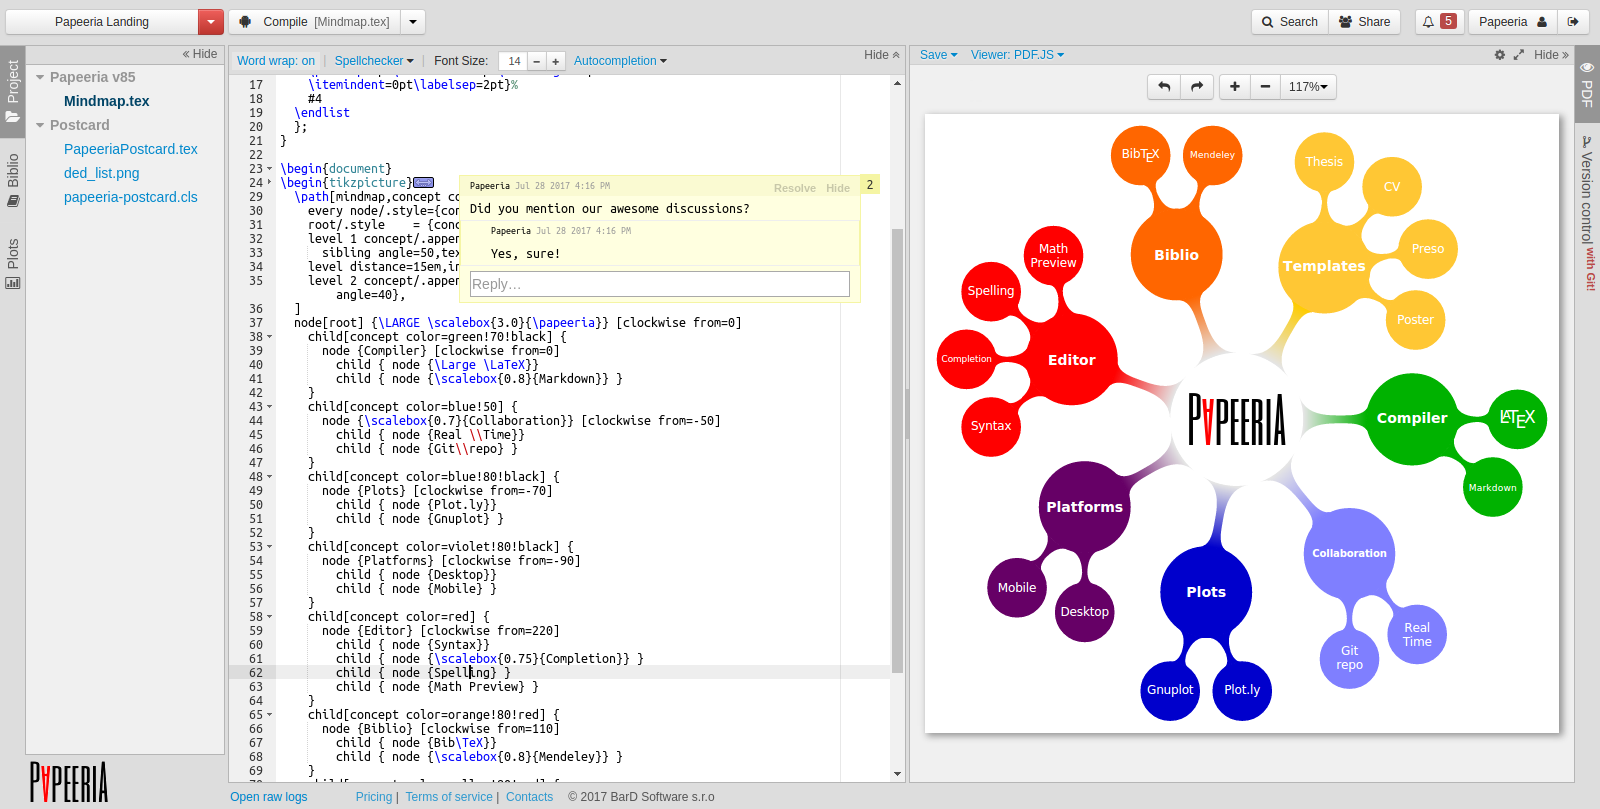 Papeeria Landing
Compile [Mindmap.tex]
Search
Share
5
Papeeria
Project
Biblio
Plots
« Hide
Papeeria v85
Mindmap.tex
Postcard
PapeeriaPostcard.tex
ded_list.png
papeeria-postcard.cls
PAPEERIA
Word wrap: on | Spellchecker | Font Size: 14 Autocompletion
Hide
17 \itemindent=0pt\labelsep=2pt}%
18 #4
19 \endlist
20 };
21 }
22
23 \begin{document}
24 \begin{tikzpicture}
29 \path[mindmap,concept co
30 every node/.style={con
31 root/.style = {conc
32 level 1 concept/.appen
33 sibling angle=50,tex
34 level distance=15em,in
35 level 2 concept/.appen
angle=40},
36 ]
37 node[root] {\LARGE \scalebox{3.0}{\papeeria}} [clockwise from=0]
38 child[concept color=green!70!black] {
39 node {Compiler} [clockwise from=0]
40 child { node {\Large \LaTeX}}
41 child { node {\scalebox{0.8}{Markdown}} }
42 }
43 child[concept color=blue!50] {
44 node {\scalebox{0.7}{Collaboration}} [clockwise from=-50]
45 child { node {Real \\Time}}
46 child { node {Git\\repo} }
47 }
48 child[concept color=blue!80!black] {
49 node {Plots} [clockwise from=-70]
50 child { node {Plot.ly}}
51 child { node {Gnuplot} }
52 }
53 child[concept color=violet!80!black] {
54 node {Platforms} [clockwise from=-90]
55 child { node {Desktop}}
56 child { node {Mobile} }
57 }
58 child[concept color=red] {
59 node {Editor} [clockwise from=220]
60 child { node {Syntax}}
61 child { node {\scalebox{0.75}{Completion}} }
62 child { node {Spelling} }
63 child { node {Math Preview} }
64 }
65 child[concept color=orange!80!red] {
66 node {Biblio} [clockwise from=110]
67 child { node {Bib\TeX}}
68 child { node {\scalebox{0.8}{Mendeley}} }
69 }
Papeeria Jul 28 2017 4:16 PM
Resolve Hide
2
Did you mention our awesome discussions?
Papeeria Jul 28 2017 4:16 PM
Yes, sure!
Reply…
Save
Viewer: PDF.JS
Hide »
117%
BibTEX
Mendeley
Biblio
Thesis
CV
Preso
Poster
Templates
Math
Preview
Spelling
Completion
Syntax
Editor
PAPEERIA
Compiler
LATEX
Markdown
Platforms
Mobile
Desktop
Plots
Gnuplot
Plot.ly
Collaboration
Real
Time
Git
repo
PDF
Version control with Git!
Open raw logs
Pricing | Terms of service | Contacts
© 2017 BarD Software s.r.o